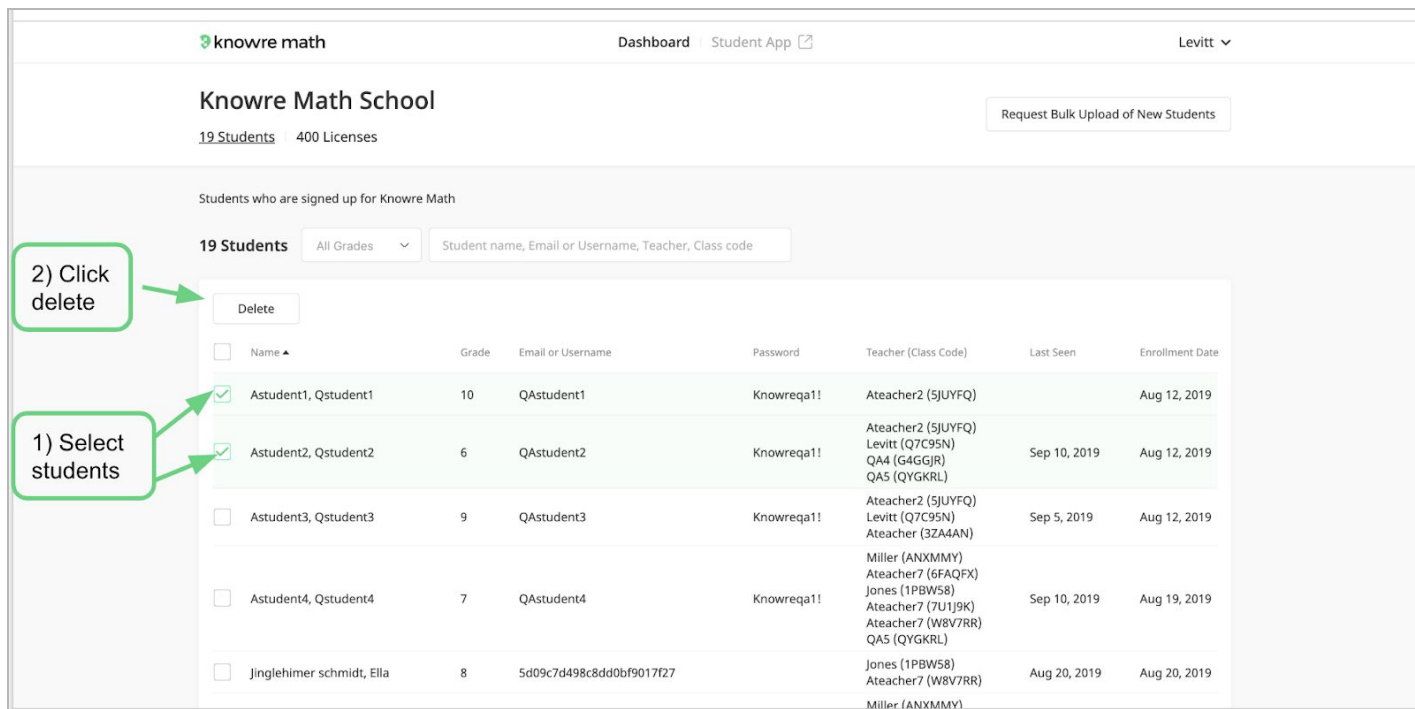 knowre math
Dashboard Student App
Levitt
Knowre Math School
19 Students 400 Licenses
Request Bulk Upload of New Students
Students who are signed up for Knowre Math
19 Students All Grades Student name, Email or Username, Teacher, Class code
2) Click
delete
Delete
Name Grade Email or Username Password Teacher (Class Code) Last Seen Enrollment Date
1) Select
students
Astudent1, Qstudent1 10 QAstudent1 Knowreqa1! Ateacher2 (5JUYFQ) Aug 12, 2019
Astudent2, Qstudent2 6 QAstudent2 Knowreqa1! Ateacher2 (5JUYFQ)
Levitt (Q7C95N)
QA4 (G4GGJR)
QA5 (QYGKRL)
Sep 10, 2019 Aug 12, 2019
Astudent3, Qstudent3 9 QAstudent3 Knowreqa1! Ateacher2 (5JUYFQ)
Levitt (Q7C95N)
Ateacher (3ZA4AN)
Sep 5, 2019 Aug 12, 2019
Astudent4, Qstudent4 7 QAstudent4 Knowreqa1! Miller (ANXMMY)
Ateacher7 (6FAQFX)
Jones (1PBW58)
Ateacher7 (7U1J9K)
Ateacher7 (W8V7RR)
QA5 (QYGKRL)
Sep 10, 2019 Aug 19, 2019
Jinglehimer schmidt, Ella 8 5d09c7d498c8dd0bf9017f27 Jones (1PBW58)
Ateacher7 (W8V7RR)
Aug 20, 2019 Aug 20, 2019
Miller (ANXMMY)